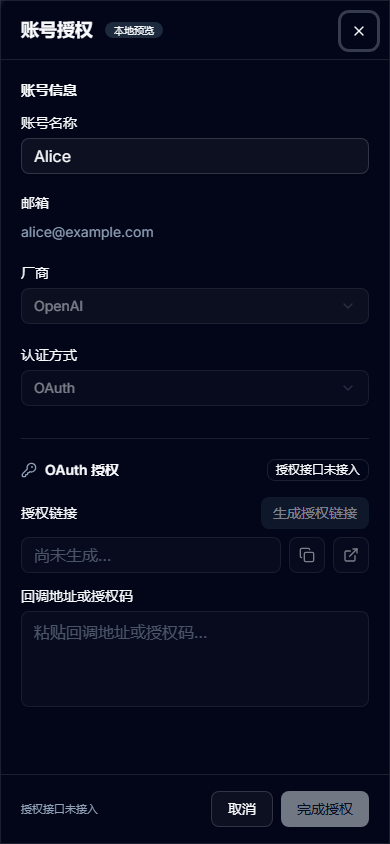 账号授权 本地预览
账号信息
账号名称
Alice
邮箱
alice@example.com
厂商
OpenAI
认证方式
OAuth
OAuth 授权 授权接口未接入
授权链接 生成授权链接
尚未生成...
回调地址或授权码
粘贴回调地址或授权码...
授权接口未接入 取消 完成授权